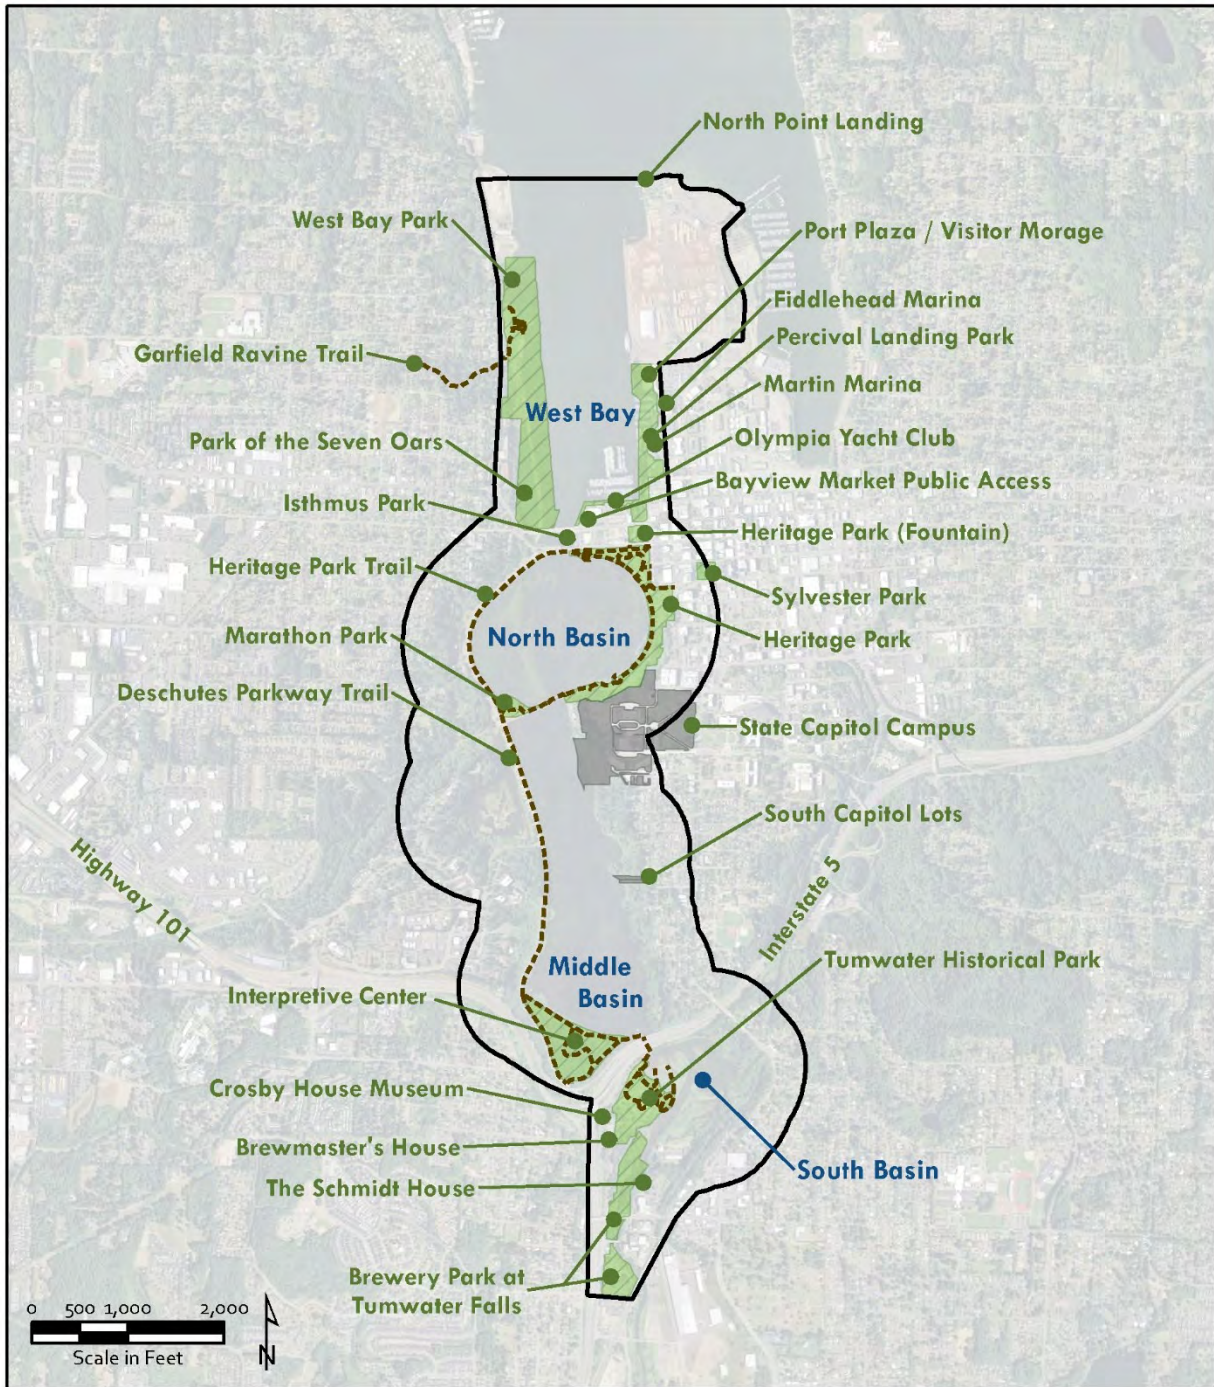 North Point Landing
West Bay Park
Port Plaza / Visitor Morage
Fiddlehead Marina
Percival Landing Park
Garfield Ravine Trail
Martin Marina
West Bay
Park of the Seven Oars
Olympia Yacht Club
Bayview Market Public Access
Isthmus Park
Heritage Park (Fountain)
Heritage Park Trail
Sylvester Park
Marathon Park
North Basin
Heritage Park
Deschutes Parkway Trail
State Capitol Campus
South Capitol Lots
Highway 101
Interstate 5
Tumwater Historical Park
Middle
Basin
Interpretive Center
Crosby House Museum
Brewmaster's House
South Basin
The Schmidt House
Brewery Park at
Tumwater Falls
0 500 1,000 2,000
Scale in Feet
N